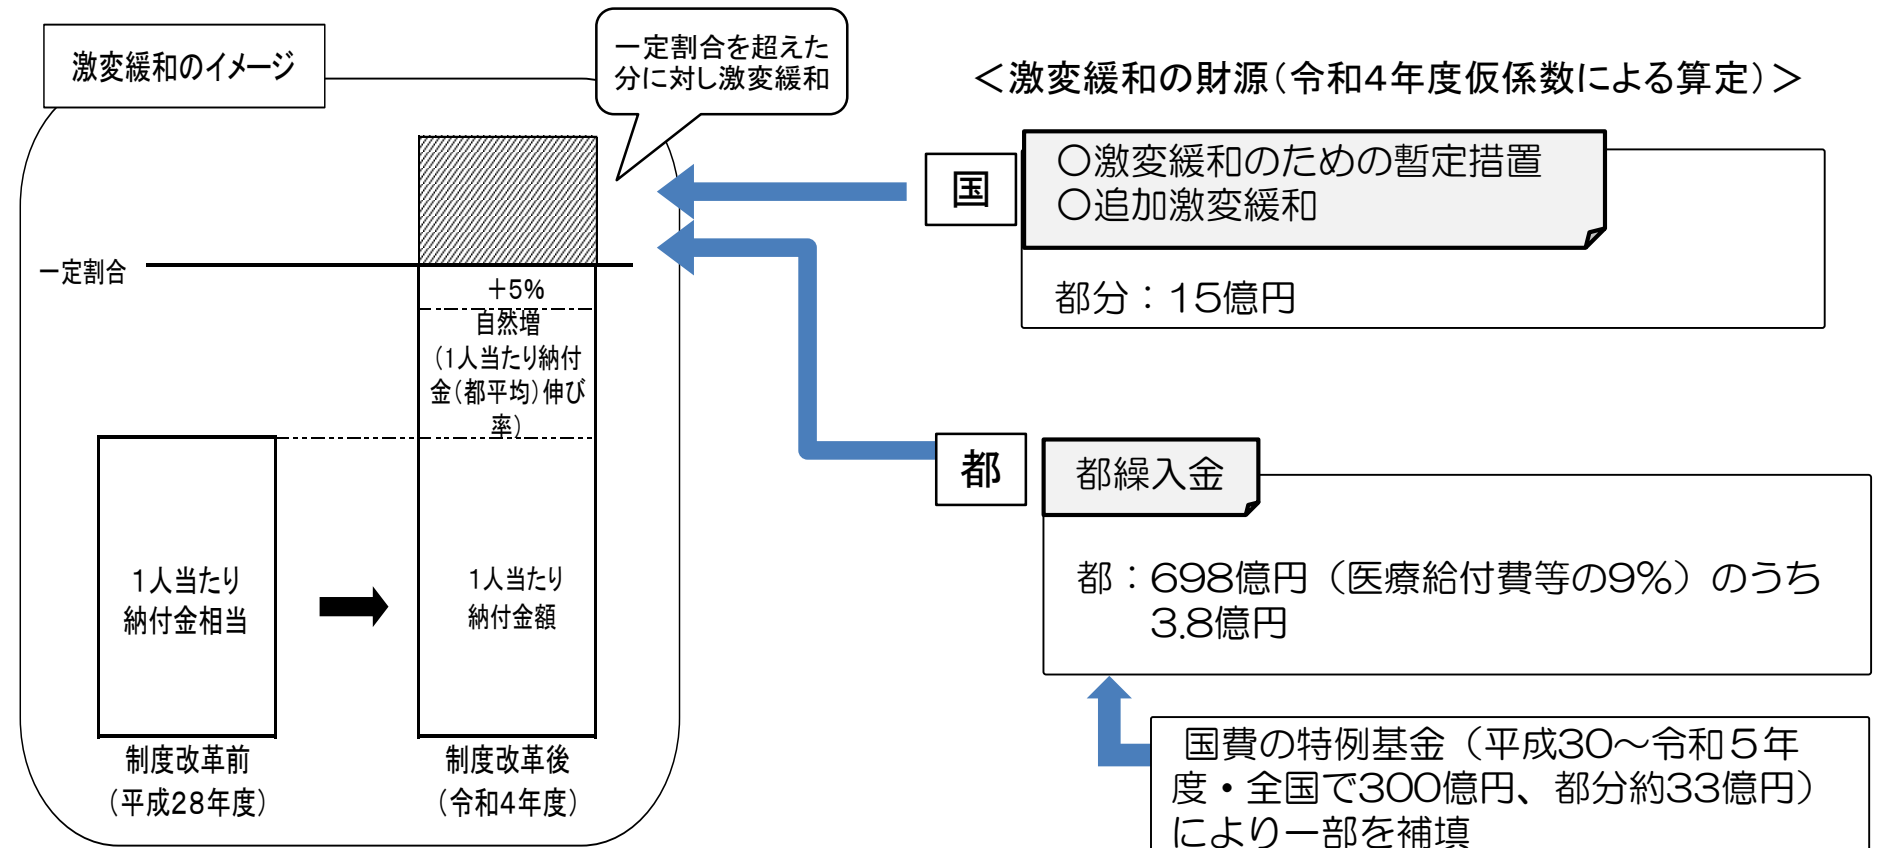 激変緩和のイメージ
一定割合を超えた
分に対し激変緩和
一定割合
＋5%
自然増
（1人当たり納付
金（都平均）伸び
率）
1人当たり
納付金相当
1人当たり
納付金額
制度改革前
（平成28年度）
制度改革後
（令和4年度）
＜激変緩和の財源（令和4年度仮係数による算定）＞
国
○激変緩和のための暫定措置
○追加激変緩和
都分：15億円
都
都繰入金
都：698億円（医療給付費等の9%）のうち
3.8億円
国費の特例基金（平成30～令和５年
度・全国で300億円、都分約33億円）
により一部を補填